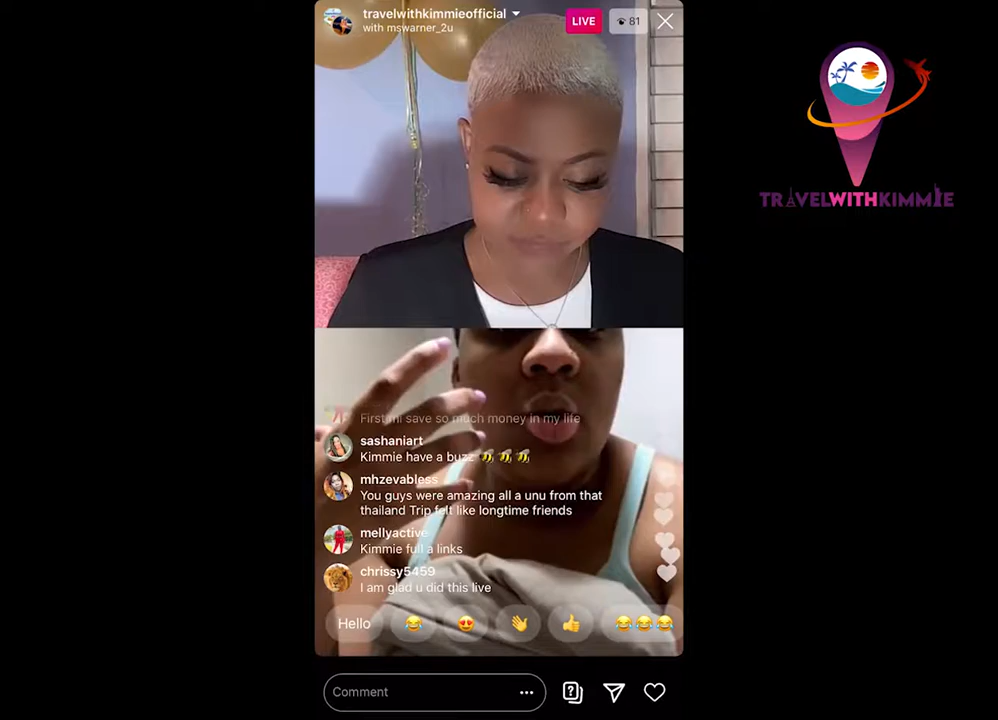 travelwithkimmieofficial
with mswarner_2u
LIVE
81
TRAVELWITHKIMMIE
First mi save so much money in my life
sashaniart
Kimmie have a buzz 🐝 🐝 🐝
mhzevabless
You guys were amazing all a unu from that
thailand Trip felt like longtime friends
mellyactive
Kimmie full a links
chrissy5459
I am glad u did this live
Hello 😂 😍 👋 👍 😂😂😂
Comment